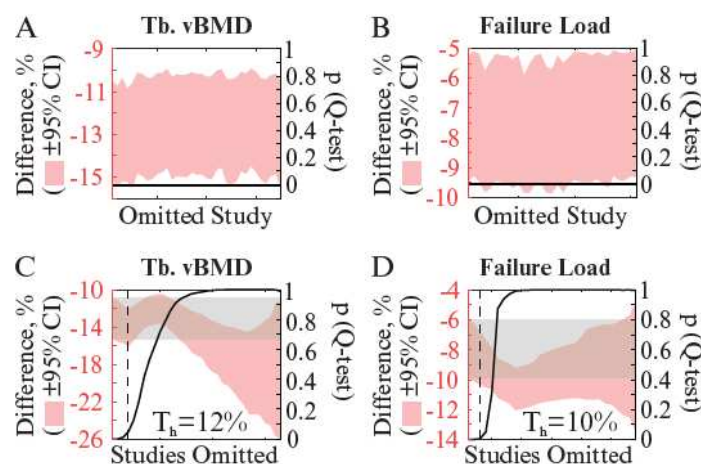 A
Tb. vBMD
Difference, %
( ±95% CI)
-9
-11
-13
-15
1
0.8
0.6
0.4
0.2
0
p (Q-test)
Omitted Study
B
Failure Load
Difference, %
( ±95% CI)
-5
-6
-7
-8
-9
-10
1
0.8
0.6
0.4
0.2
0
p (Q-test)
Omitted Study
C
Tb. vBMD
Difference, %
( ±95% CI)
-10
-14
-18
-22
-26
1
0.8
0.6
0.4
0.2
0
p (Q-test)
Th=12%
Studies Omitted
D
Failure Load
Difference, %
( ±95% CI)
-4
-6
-8
-10
-12
-14
1
0.8
0.6
0.4
0.2
0
p (Q-test)
Th=10%
Studies Omitted